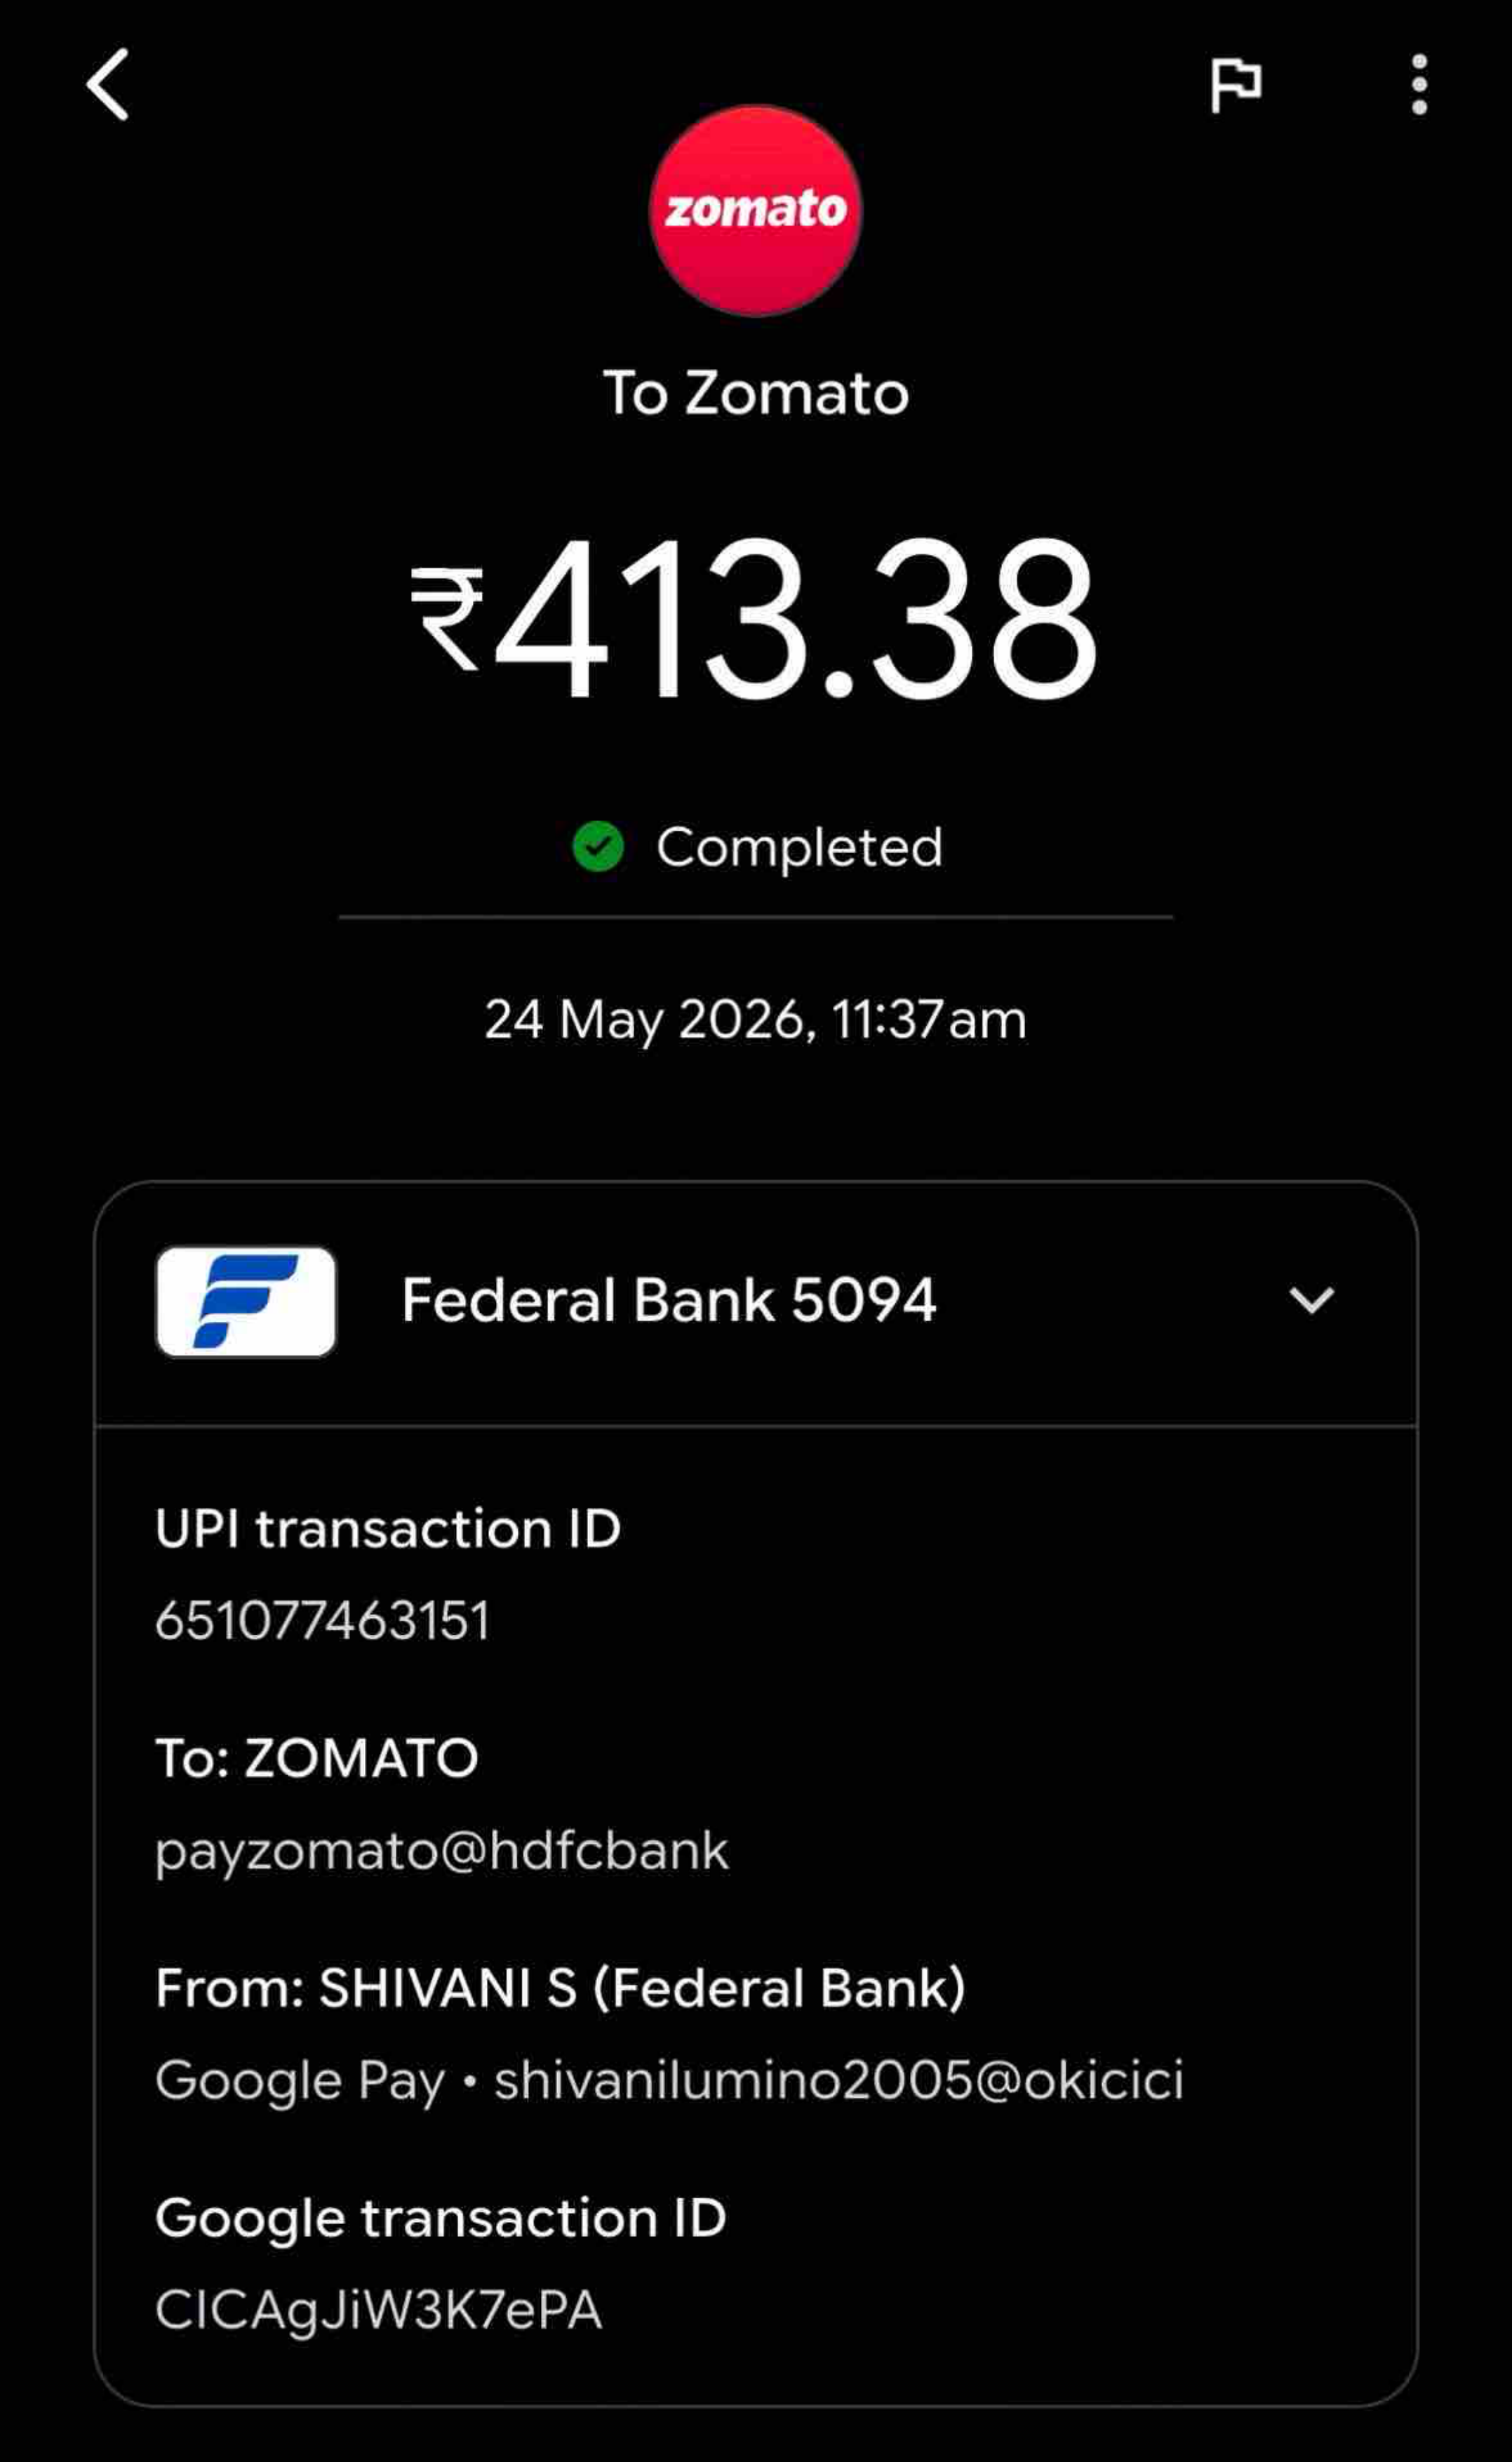 zomato
To Zomato
₹413.38
Completed
24 May 2026, 11:37am
Federal Bank 5094
UPI transaction ID
651077463151
To: ZOMATO
payzomato@hdfcbank
From: SHIVANI S (Federal Bank)
Google Pay • shivanilumino2005@okicici
Google transaction ID
CICAgJiW3K7ePA